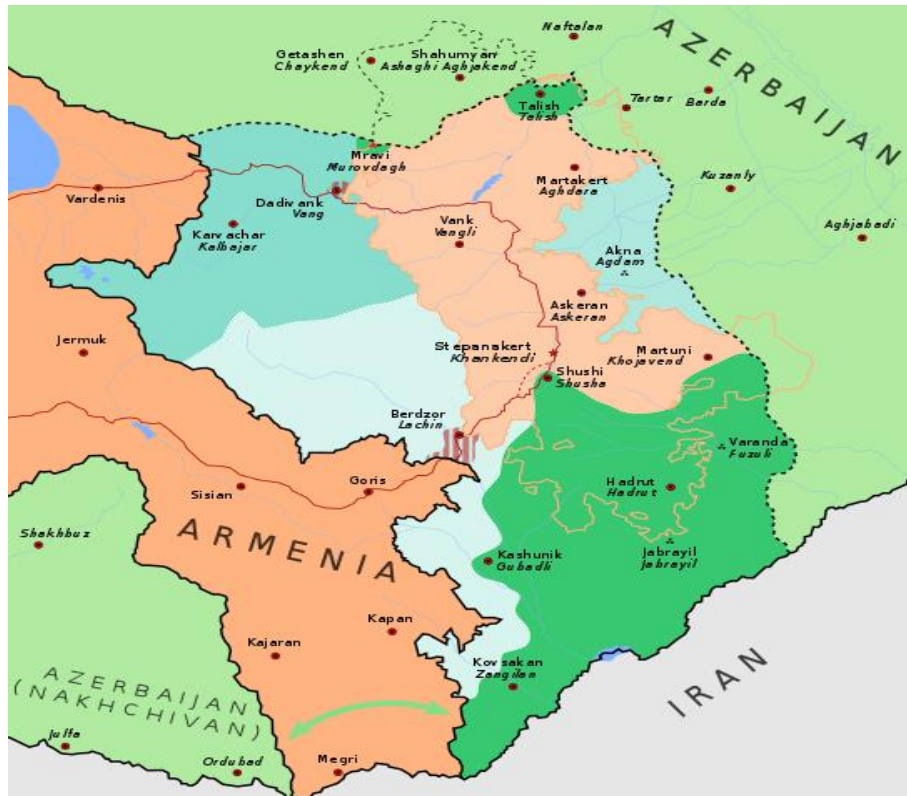 Naftalan
AZERBAIJAN
Getashen
Chaykend
Shahumyan
Ashaghi Aghjakend
Talish
Talish
Tartar
Barda
Mravi
Murovdagh
Vardenis
Dadivank
Vang
Martakert
Aghdara
Kuzanly
Karvachar
Kalbajar
Vank
Vangli
Aghjabadi
Akna
Agdam
Askeran
Askeran
Jermuk
Stepanakert
Khankendi
Martuni
Khojavend
Shushi
Shusha
Berdzor
Lachin
Varanda
Fuzuli
Sisian
Goris
Hadrut
Hadrut
Shakhbuz
ARMENIA
Kashunik
Gubadli
Jabrayil
Jabrayil
Kapan
Kajaran
Kovsakan
Zangilan
IRAN
AZERBAIJAN
(NAKHCHIVAN)
Julfa
Ordubad
Megri